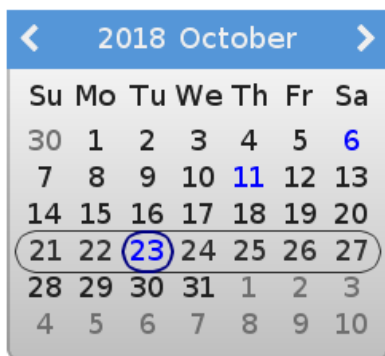 2018 October
Su Mo Tu We Th Fr Sa
30 1 2 3 4 5 6
7 8 9 10 11 12 13
14 15 16 17 18 19 20
21 22 23 24 25 26 27
28 29 30 31 1 2 3
4 5 6 7 8 9 10